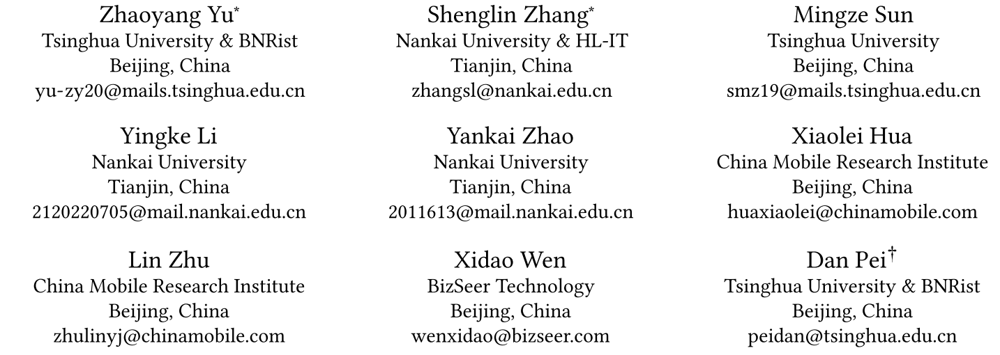 Zhaoyang Yu*
Tsinghua University & BNRist
Beijing, China
yu-zy20@mails.tsinghua.edu.cn
Shenglin Zhang*
Nankai University & HL-IT
Tianjin, China
zhangsl@nankai.edu.cn
Mingze Sun
Tsinghua University
Beijing, China
smz19@mails.tsinghua.edu.cn
Yingke Li
Nankai University
Tianjin, China
2120220705@mail.nankai.edu.cn
Yankai Zhao
Nankai University
Tianjin, China
2011613@mail.nankai.edu.cn
Xiaolei Hua
China Mobile Research Institute
Beijing, China
huaxiaolei@chinamobile.com
Lin Zhu
China Mobile Research Institute
Beijing, China
zhulinyj@chinamobile.com
Xidao Wen
BizSeer Technology
Beijing, China
wenxidao@bizseer.com
Dan Pei†
Tsinghua University & BNRist
Beijing, China
peidan@tsinghua.edu.cn